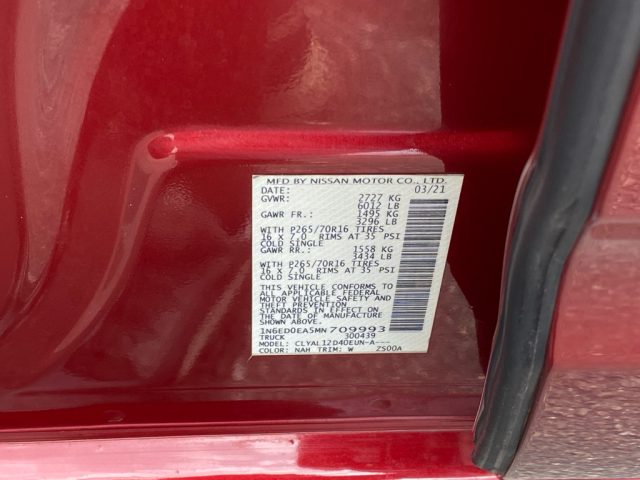 MFD BY NISSAN MOTOR CO., LTD.
DATE: 03/21
GVWR: 2727 KG
6012 LB
GAWR FR.: 1495 KG
3296 LB
WITH P265/70R16 TIRES
16 x 7.0 RIMS AT 35 PSI
COLD SINGLE
GAWR RR.: 1558 KG
3434 LB
WITH P265/70R16 TIRES
16 x 7.0 RIMS AT 35 PSI
COLD SINGLE
THIS VEHICLE CONFORMS TO
ALL APPLICABLE FEDERAL
MOTOR VEHICLE SAFETY AND
THEFT PREVENTION
STANDARDS IN EFFECT ON
THE DATE OF MANUFACTURE
SHOWN ABOVE.
1N6ED0EA5MN709993
TRUCK 300439
MODEL: CLYAL12D40EUN-A---
COLOR: NAH TRIM: W ZS00A